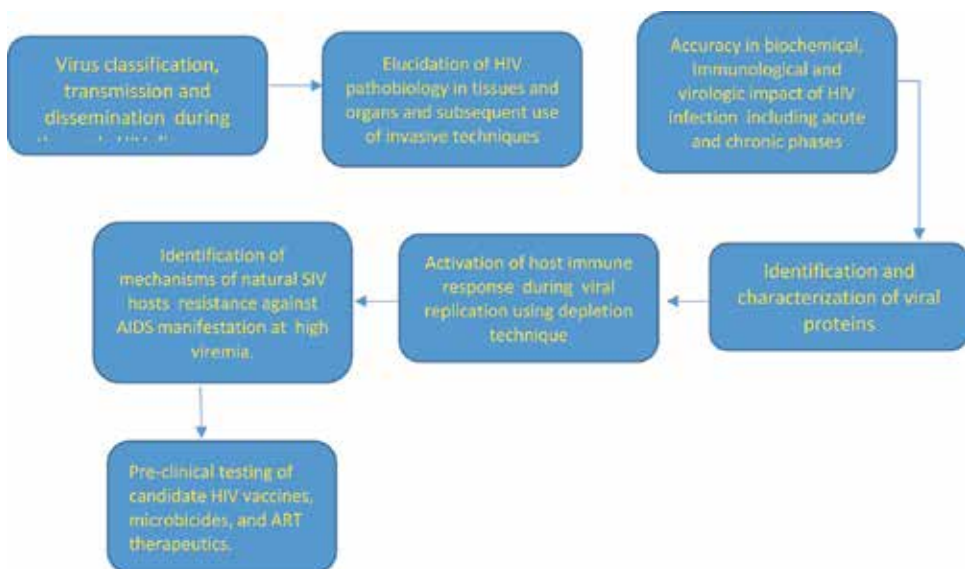 Virus classification,
transmission and
dissemination during
Elucidation of HIV
pathobiology in tissues and
organs and subsequent use
of invasive techniques
Accuracy in biochemical,
Immunological and
virologic impact of HIV
infection including acute
and chronic phases
Identification and
characterization of viral
proteins
Activation of host immune
response during viral
replication using depletion
technique
Identification of
mechanisms of natural SIV
hosts resistance against
AIDS manifestation at high
viremia.
Pre-clinical testing of
candidate HIV vaccines,
microbicides, and ART
therapeutics.